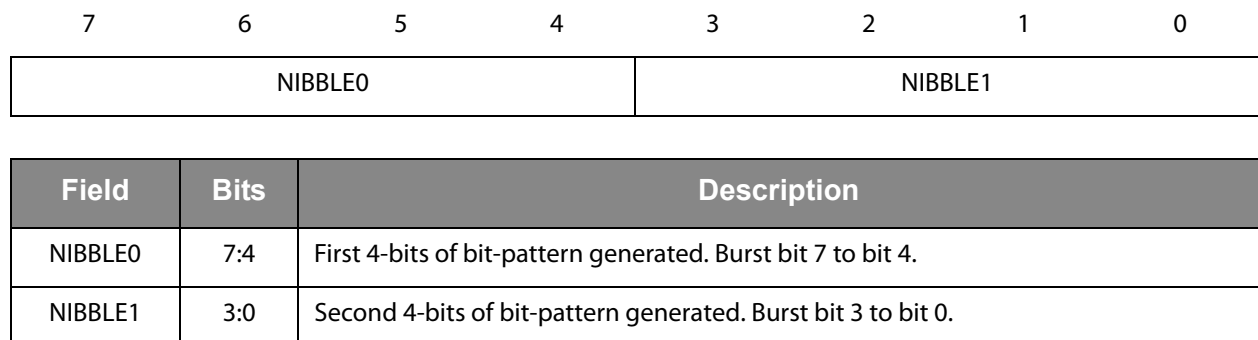 7 6 5 4 3 2 1 0
NIBBLE0 NIBBLE1
Field Bits Description
NIBBLE0 7:4 First 4-bits of bit-pattern generated. Burst bit 7 to bit 4.
NIBBLE1 3:0 Second 4-bits of bit-pattern generated. Burst bit 3 to bit 0.